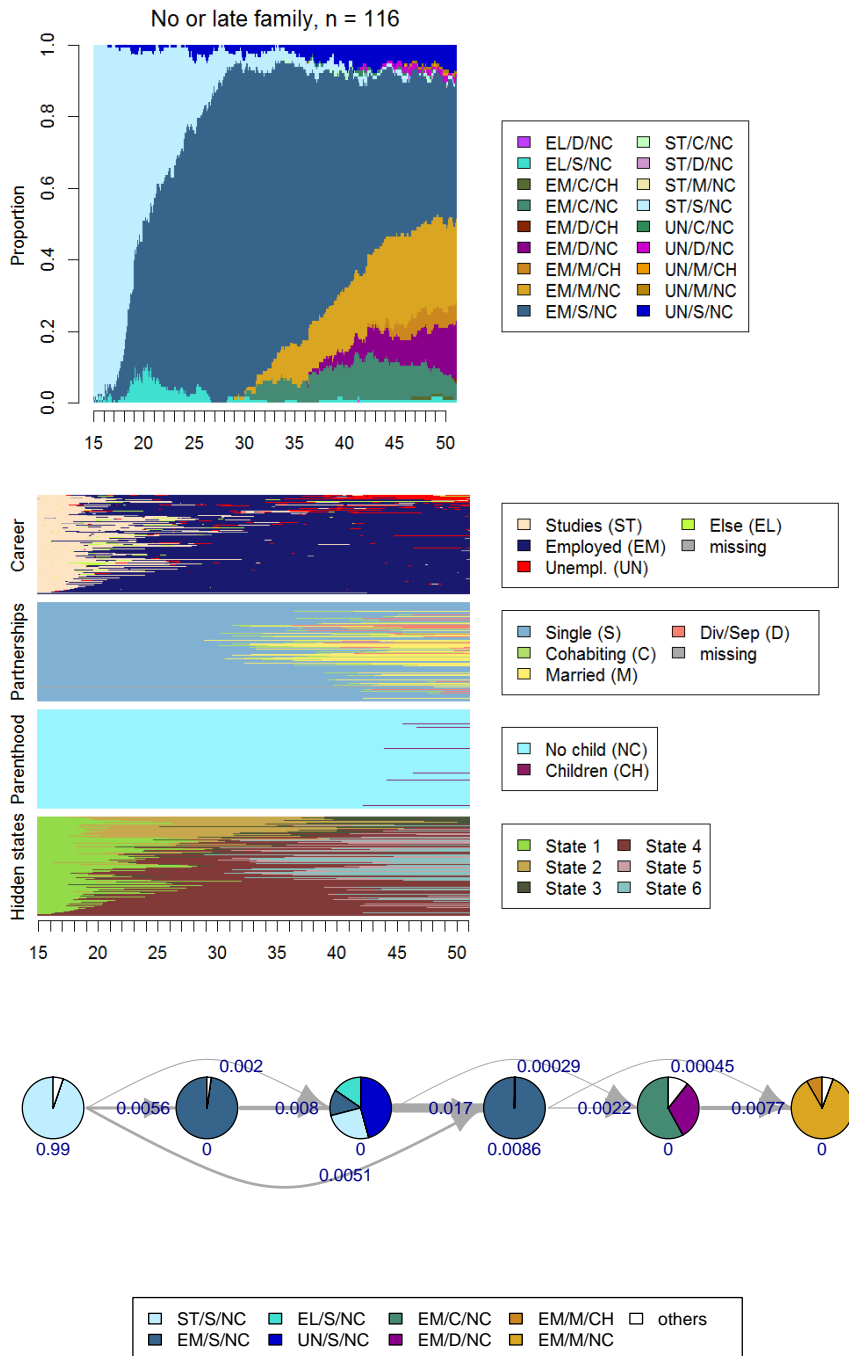 No or late family, n = 116
Proportion
1.0
0.8
0.6
0.4
0.2
0.0
15 20 25 30 35 40 45 50
EL/D/NC ST/C/NC
EL/S/NC ST/D/NC
EM/C/CH ST/M/NC
EM/C/NC ST/S/NC
EM/D/CH UN/C/NC
EM/D/NC UN/D/NC
EM/M/CH UN/M/CH
EM/M/NC UN/M/NC
EM/S/NC UN/S/NC
Career
Studies (ST) Else (EL)
Employed (EM) missing
Unempl. (UN)
Partnerships
Single (S) Div/Sep (D)
Cohabiting (C) missing
Married (M)
Parenthood
No child (NC)
Children (CH)
Hidden states
State 1 State 4
State 2 State 5
State 3 State 6
15 20 25 30 35 40 45 50
0.002 0.00029 0.00045
0.0056 0.008 0.017 0.0022 0.0077
0.99 0 0 0.0086 0 0
0.0051
ST/S/NC EL/S/NC EM/C/NC EM/M/CH others
EM/S/NC UN/S/NC EM/D/NC EM/M/NC